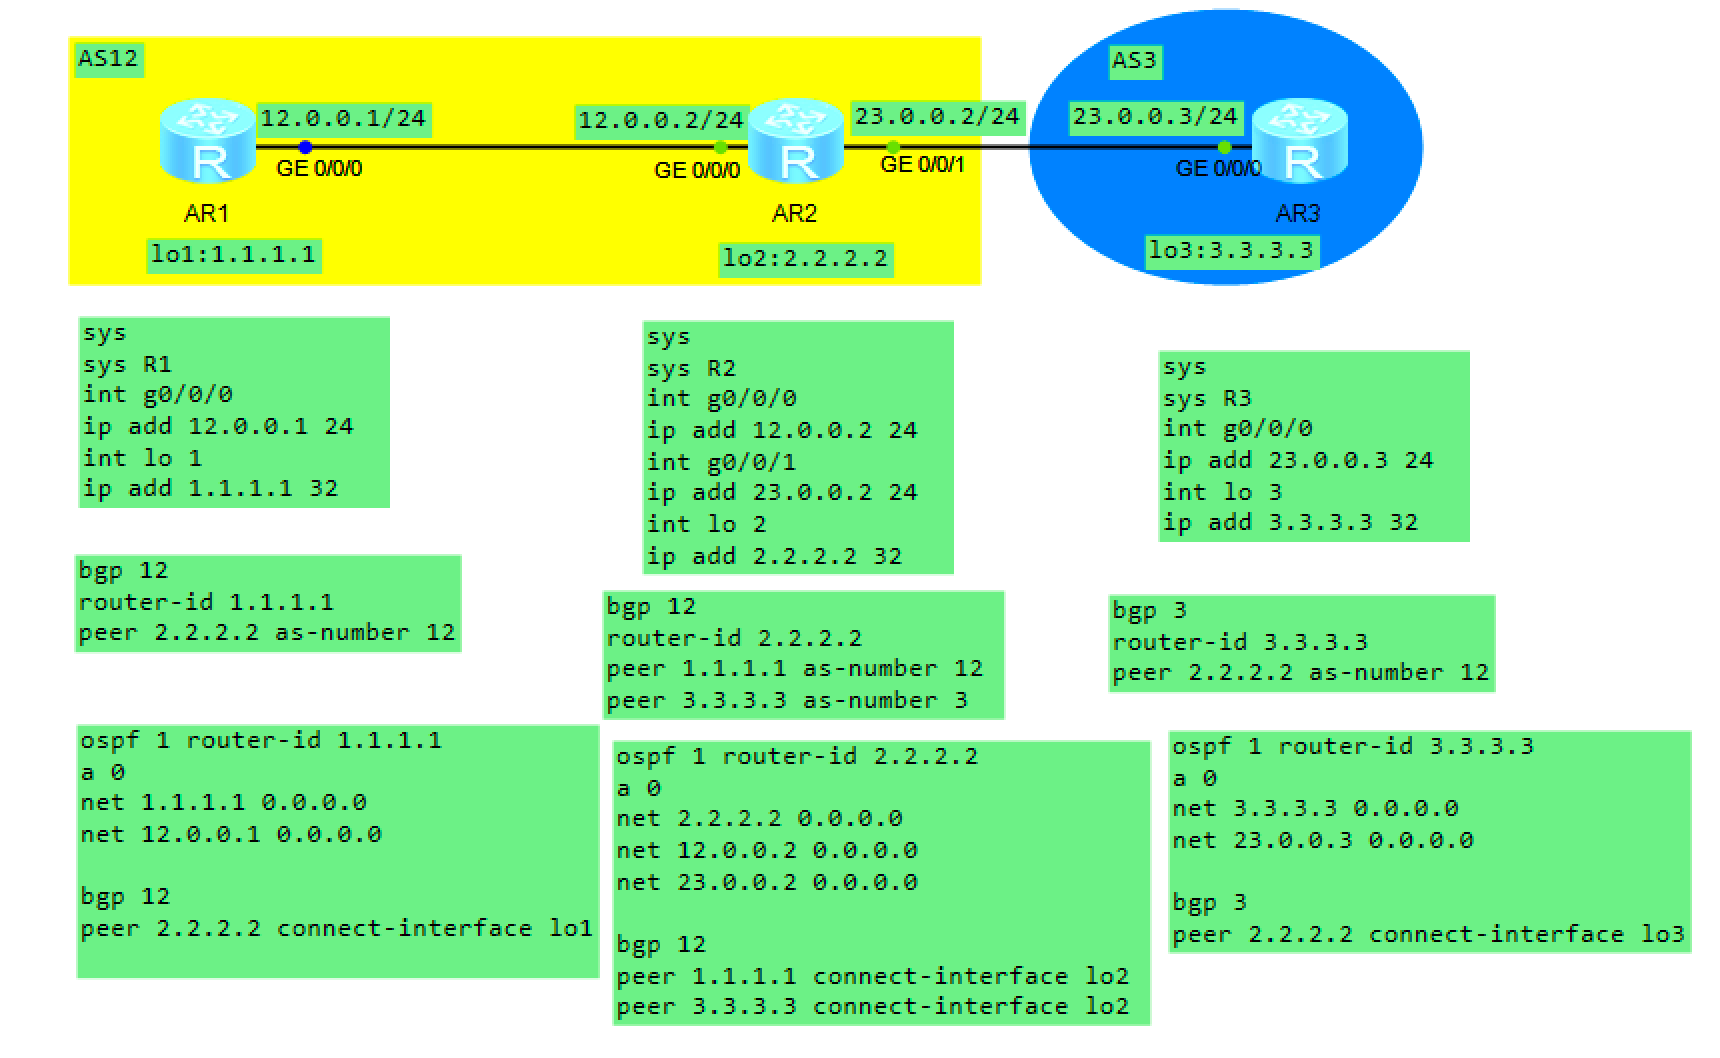 AS12
12.0.0.1/24
GE 0/0/0
AR1
lo1:1.1.1.1
12.0.0.2/24
GE 0/0/0
AR2
lo2:2.2.2.2
23.0.0.2/24
GE 0/0/1
AS3
23.0.0.3/24
GE 0/0/0
AR3
lo3:3.3.3.3
sys
sys R1
int g0/0/0
ip add 12.0.0.1 24
int lo 1
ip add 1.1.1.1 32
bgp 12
router-id 1.1.1.1
peer 2.2.2.2 as-number 12
ospf 1 router-id 1.1.1.1
a 0
net 1.1.1.1 0.0.0.0
net 12.0.0.1 0.0.0.0
bgp 12
peer 2.2.2.2 connect-interface lo1
sys
sys R2
int g0/0/0
ip add 12.0.0.2 24
int g0/0/1
ip add 23.0.0.2 24
int lo 2
ip add 2.2.2.2 32
bgp 12
router-id 2.2.2.2
peer 1.1.1.1 as-number 12
peer 3.3.3.3 as-number 3
ospf 1 router-id 2.2.2.2
a 0
net 2.2.2.2 0.0.0.0
net 12.0.0.2 0.0.0.0
net 23.0.0.2 0.0.0.0
bgp 12
peer 1.1.1.1 connect-interface lo2
peer 3.3.3.3 connect-interface lo2
sys
sys R3
int g0/0/0
ip add 23.0.0.3 24
int lo 3
ip add 3.3.3.3 32
bgp 3
router-id 3.3.3.3
peer 2.2.2.2 as-number 12
ospf 1 router-id 3.3.3.3
a 0
net 3.3.3.3 0.0.0.0
net 23.0.0.3 0.0.0.0
bgp 3
peer 2.2.2.2 connect-interface lo3
R
R
R